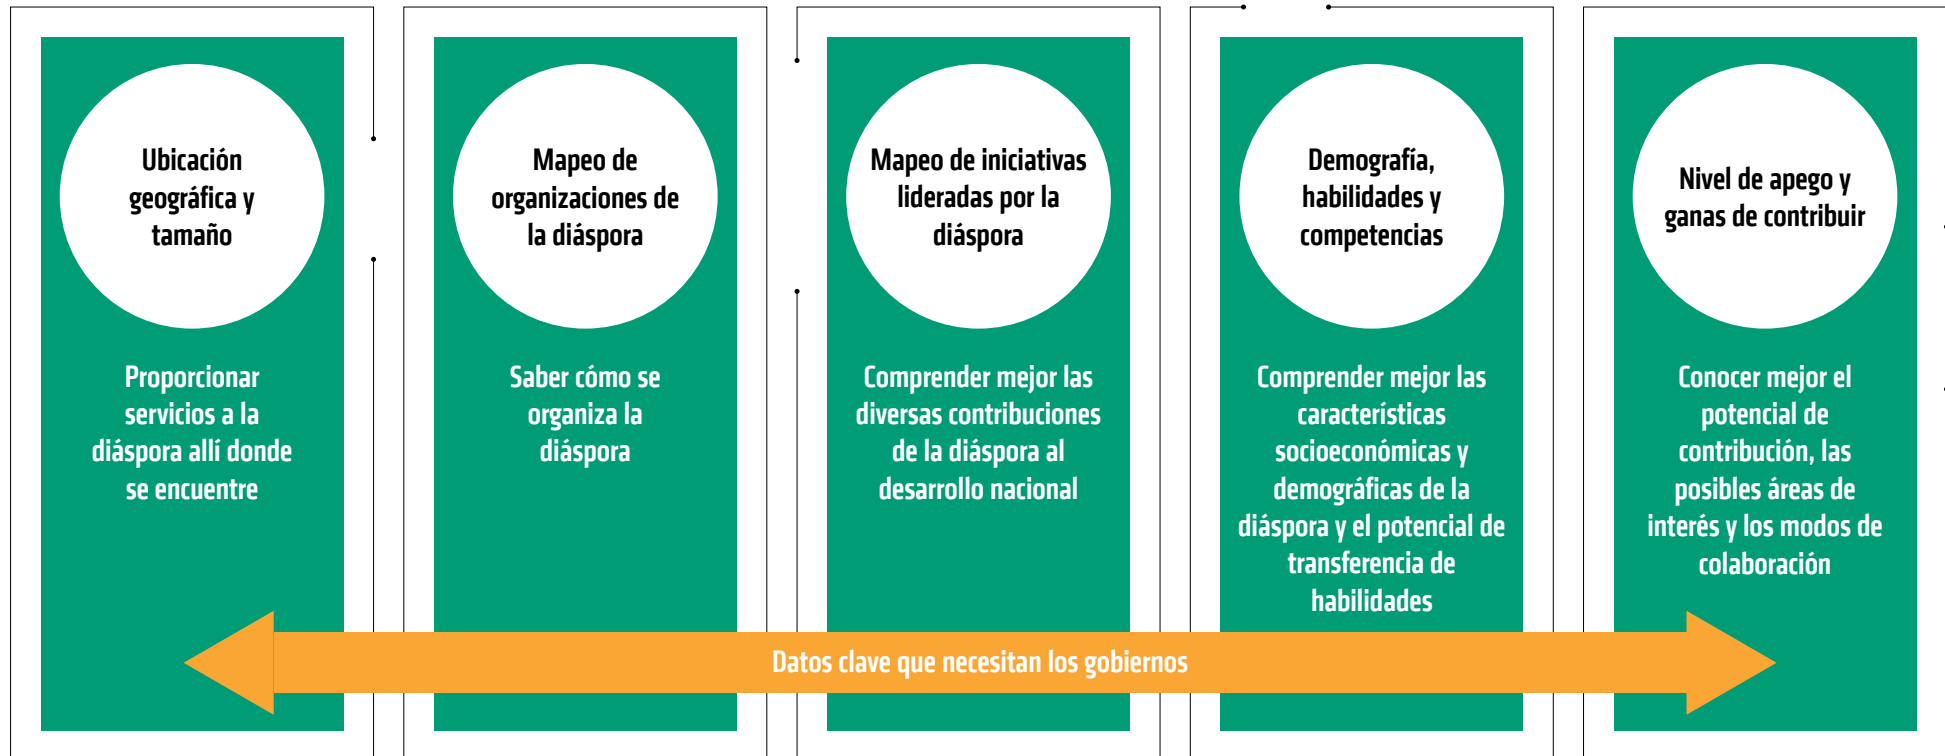 Ubicación
geográfica y
tamaño
Proporcionar
servicios a la
diáspora allí donde
se encuentre
Mapeo de
organizaciones de
la diáspora
Saber cómo se
organiza la
diáspora
Mapeo de iniciativas
lideradas por la
diáspora
Comprender mejor las
diversas contribuciones
de la diáspora al
desarrollo nacional
Demografía,
habilidades y
competencias
Comprender mejor las
características
socioeconómicas y
demográficas de la
diáspora y el potencial de
transferencia de
habilidades
Nivel de apego y
ganas de contribuir
Conocer mejor el
potencial de
contribución, las
posibles áreas de
interés y los modos de
colaboración
Datos clave que necesitan los gobiernos